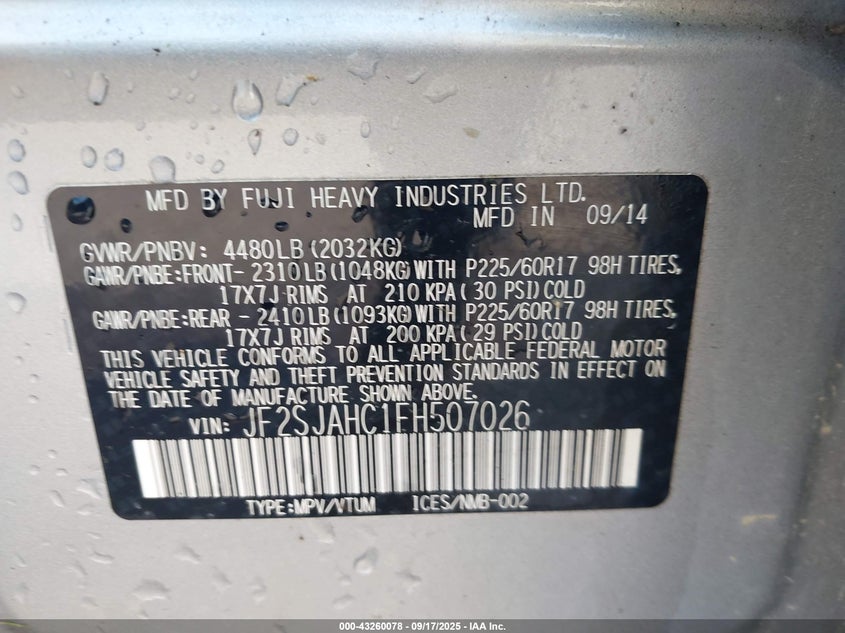 MFD BY FUJI HEAVY INDUSTRIES LTD.
MFD IN 09/14
GVWR/PNBV: 4480LB(2032KG)
GAWR/PNBE:FRONT- 2310LB(1048KG)WITH P225/60R17 98H TIRES,
17X7J RIMS AT 210 KPA( 30 PSI)COLD
GAWR/PNBE:REAR - 2410LB(1093KG)WITH P225/60R17 98H TIRES,
17X7J RIMS AT 200 KPA( 29 PSI)COLD
THIS VEHICLE CONFORMS TO ALL APPLICABLE FEDERAL MOTOR
VEHICLE SAFETY AND THEFT PREVENTION STANDARDS IN EFFECT ON
THE DATE OF MANUFACTURE SHOWN ABOVE.
VIN: JF2SJAHC1FH507026
TYPE:MPV/VTUM ICES/NMB-002
000-43260078 - 09/17/2025 - IAA Inc.